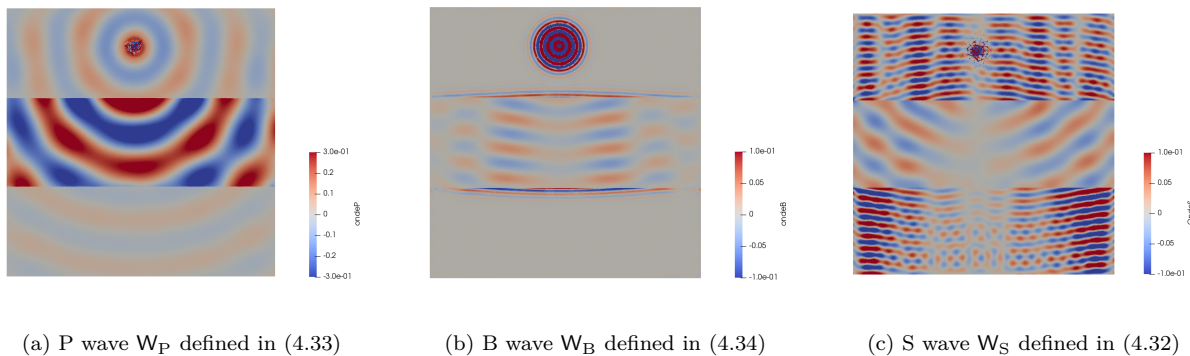 3.0e-01
0.2
0.1
0
-0.1
-0.2
-3.0e-01
ondeP
1.0e-01
0.05
0
-0.05
-1.0e-01
ondeB
1.0e-01
0.05
0
-0.05
-1.0e-01
(a) P wave W_P defined in (4.33)
(b) B wave W_B defined in (4.34)
(c) S wave W_S defined in (4.32)